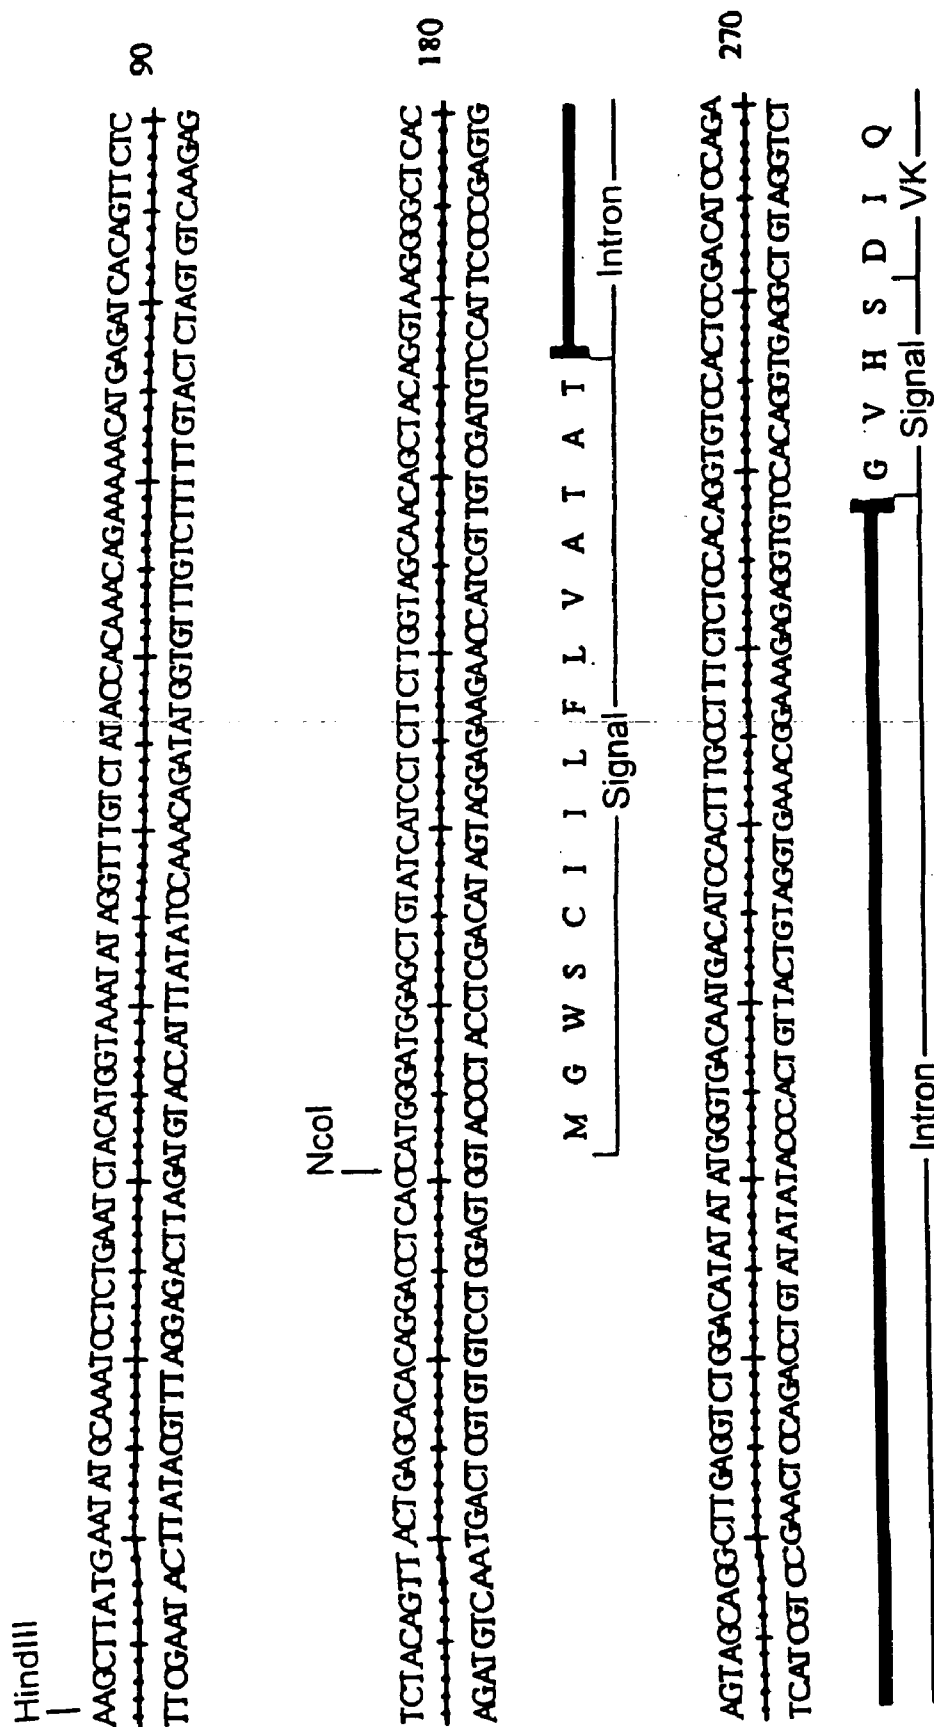 HindIII
AAGCTTATGAATATGCAAATCCTCTGAATCTACATGGTAAATATAGGTTTGTCTATACCACAAACAGAAAAACATGAGATCACAGTTCTC
90
TTCGAATACTTATACGTTTAGGAGACTTAGATGTACCATTTATATCCAAACAGATATGGTGTTTGTCTTTTTGTACTCTAGTGTCAAGAG
NcoI
TCTACAGTTACTGAGCACACAGGACCTCACCATGGGATGGAGCTGTATCATCCTCTTCTTGGTAGCAACAGCTACAGGTAAGGGGCTCAC
180
AGATGTCAATGACTCGTGTGTCCTGGAGTGGTACCCTACCTCGACATAGTAGGAGAAGAACCATCGTTGTCGATGTCCATTCCCCGAGTG
M G W S C I I L F L V A T A T
Signal Intron
AGTAGCAGGCTTGAGGTCTGGACATATATATGGGTGACAATGACATCCACTTTGCCTTTCTCTCCACAGGTGTCCACTCCGACATCCAGA
270
TCATCGTCCGAACTCCAGACCTGTATATATACCCACTGTTACTGTAGGTGAAACGGAAAGAGAGGTGTCCACAGGTGAGGCTGTAGGTCT
G V H S D I Q
Intron Signal VK